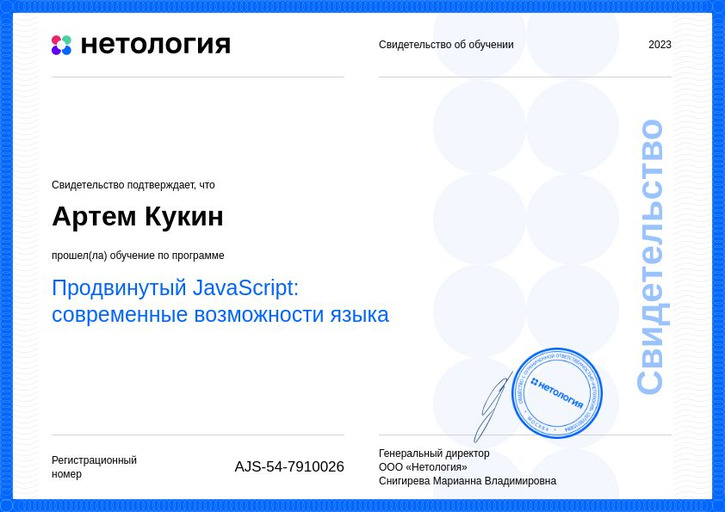 нетология
Свидетельство об обучении
2023
Свидетельство
Свидетельство подтверждает, что
Артем Кукин
прошел(ла) обучение по программе
Продвинутый JavaScript:
современные возможности языка
нетология
МОСКВА
Регистрационный
номер
AJS-54-7910026
Генеральный директор
ООО «Нетология»
Снигирева Марианна Владимировна